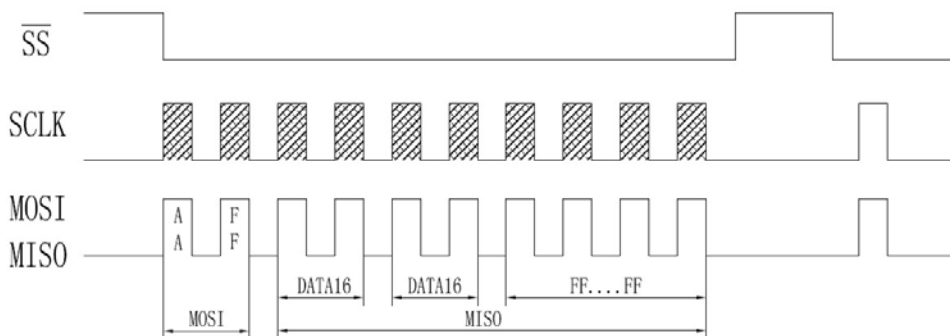 SS
SCLK
MOSI
A F
A F
MISO
DATA16 DATA16 FF....FF
MOSI MISO